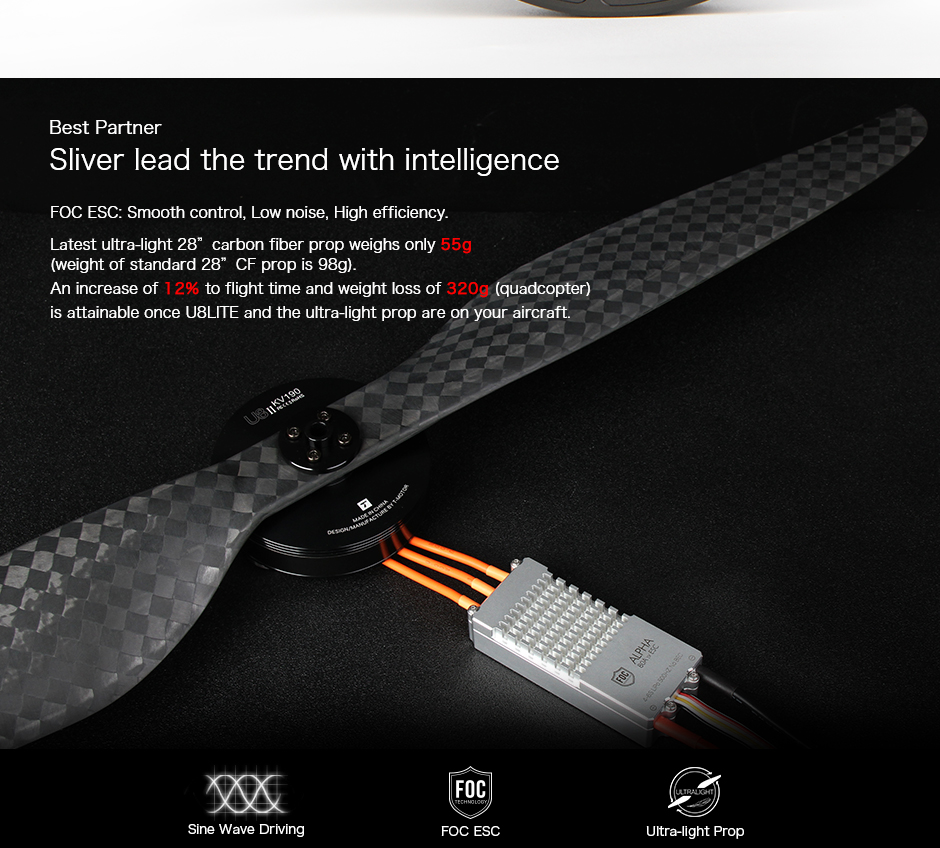 Best Partner
Sliver lead the trend with intelligence
FOC ESC: Smooth control, Low noise, High efficiency.
Latest ultra-light 28” carbon fiber prop weighs only 55g
(weight of standard 28” CF prop is 98g).
An increase of 12% to flight time and weight loss of 320g (quadcopter)
is attainable once U8LITE and the ultra-light prop are on your aircraft.
U8II KV190
MADE IN CHINA
DESIGN/MANUFACTURE BY T-MOTOR
ALPHA
FOC
Sine Wave Driving
FOC
TECHNOLOGY
FOC ESC
ULTRALIGHT
Ultra-light Prop